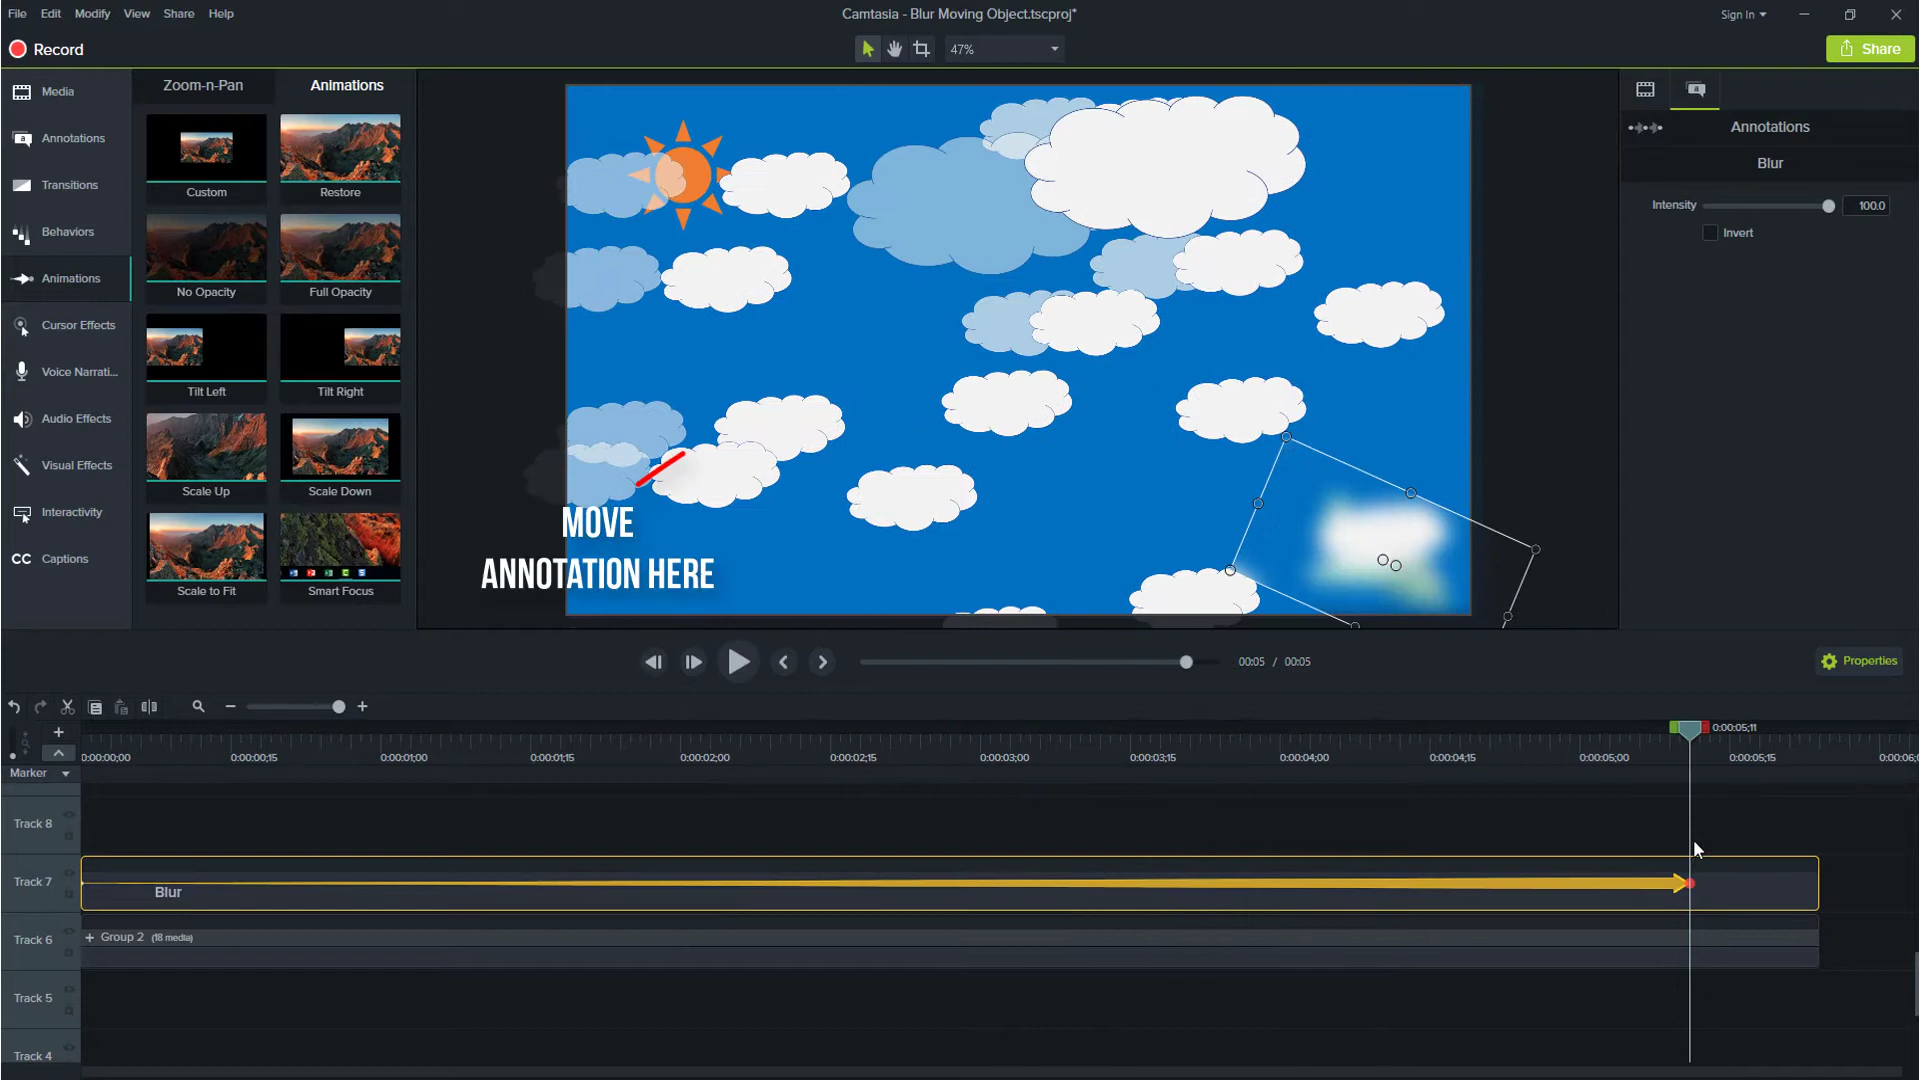 File Edit Modify View Share Help
Camtasia - Blur Moving Object.tscproj*
Sign In
Record
47%
Share
Media
Annotations
Transitions
Behaviors
Animations
Cursor Effects
Voice Narrati...
Audio Effects
Visual Effects
Interactivity
CC Captions
Zoom-n-Pan Animations
Custom Restore
No Opacity Full Opacity
Tilt Left Tilt Right
Scale Up Scale Down
Scale to Fit Smart Focus
MOVE
ANNOTATION HERE
Annotations
Blur
Intensity 100.0
Invert
00:05 / 00:05
Properties
0:00:05;11
0:00:00;00 0:00:00;15 0:00:01;00 0:00:01;15 0:00:02;00 0:00:02;15 0:00:03;00 0:00:03;15 0:00:04;00 0:00:04;15 0:00:05;00 0:00:05;15 0:00:06;0
Marker
Track 8
Track 7
Blur
Track 6
+ Group 2 (18 media)
Track 5
Track 4